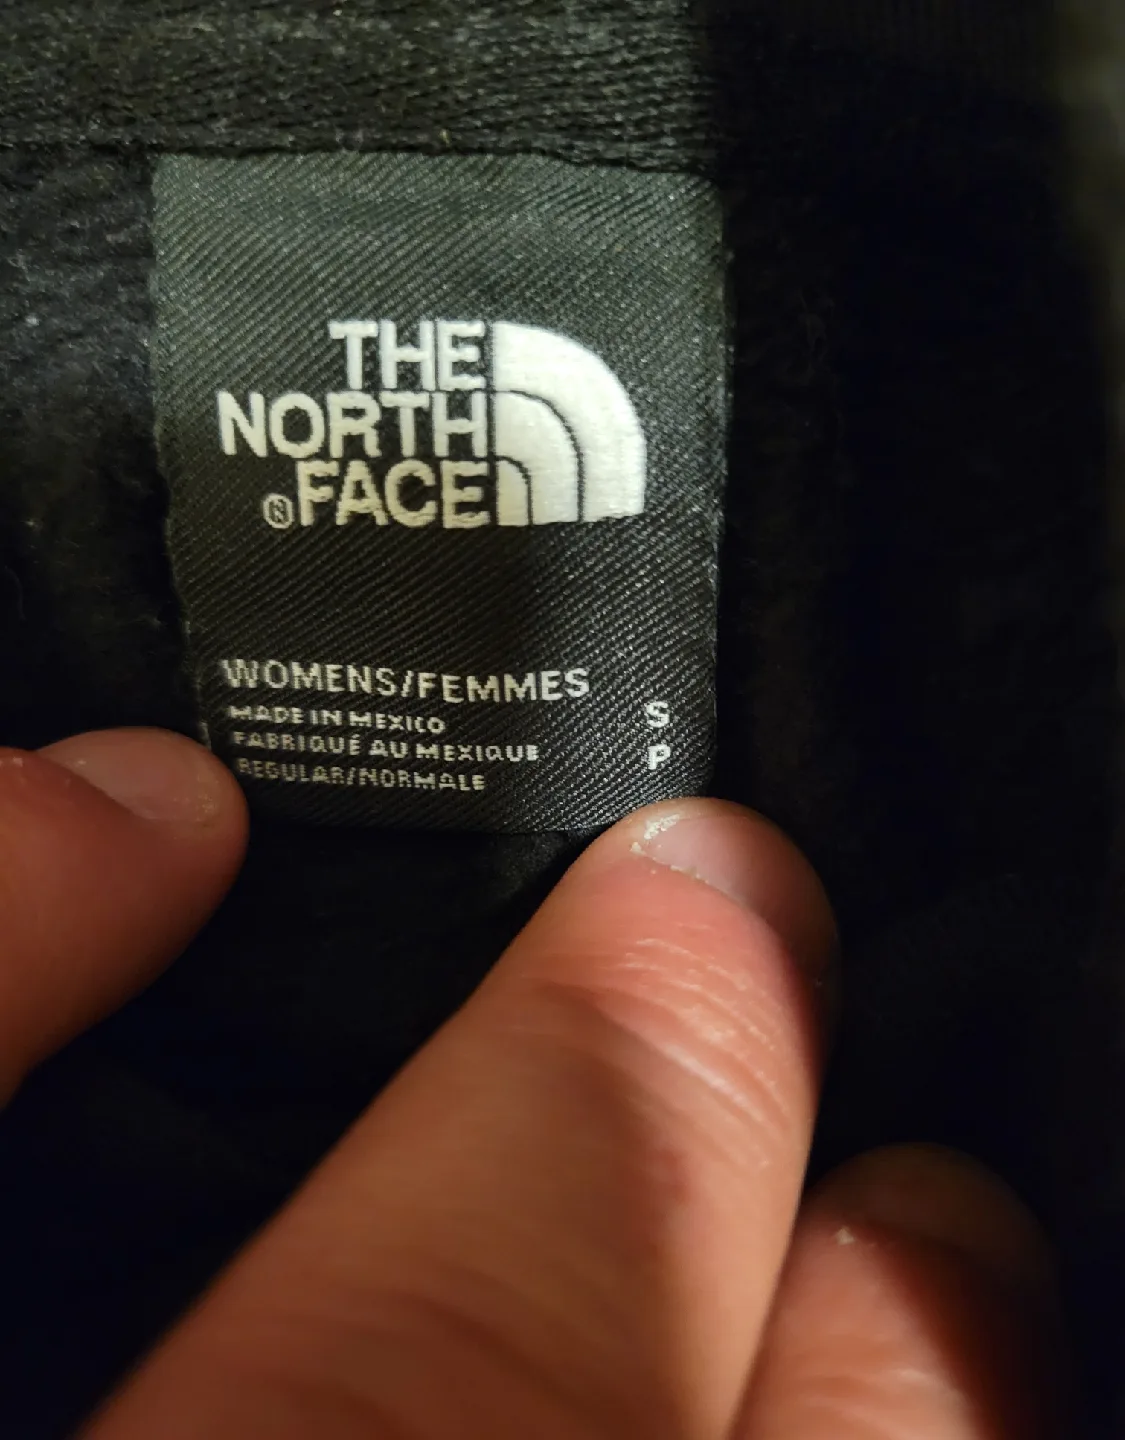 THE
NORTH
FACE
WOMENS/FEMMES
MADE IN MEXICO S
FABRIQUÉ AU MEXIQUE P
REGULAR/NORMALE